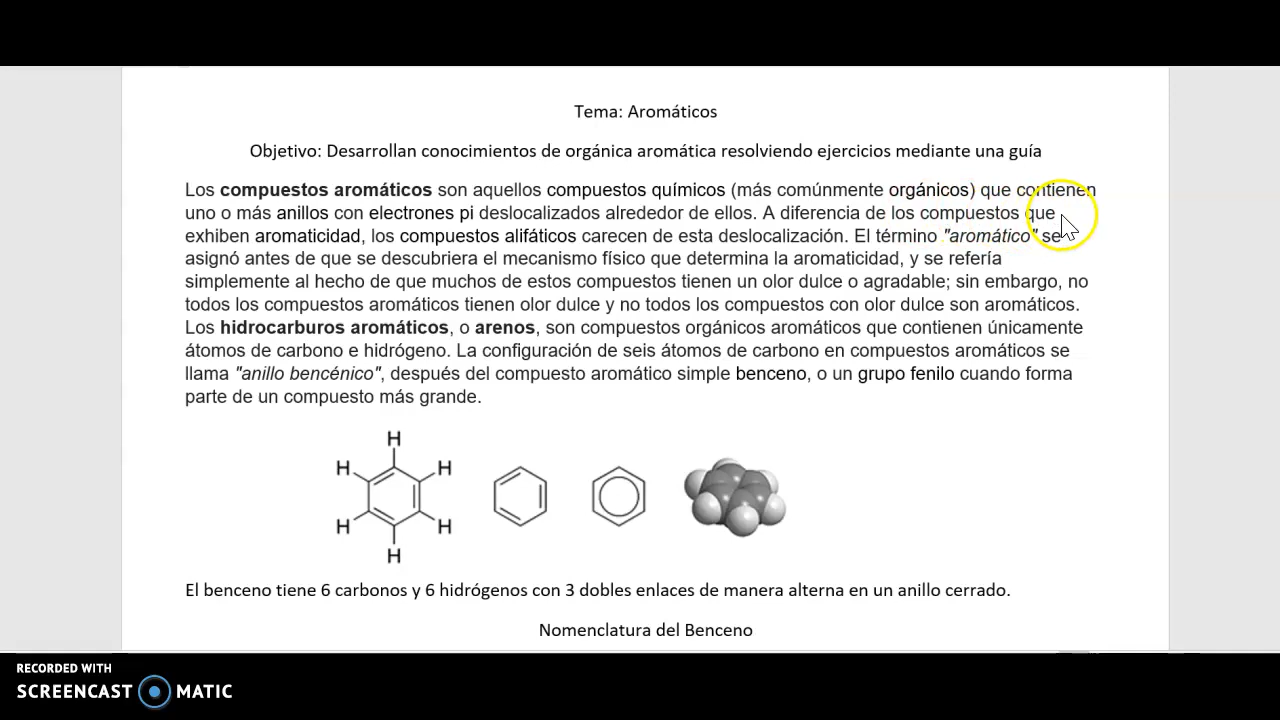 Tema: Aromáticos
Objetivo: Desarrollan conocimientos de orgánica aromática resolviendo ejercicios mediante una guía
Los compuestos aromáticos son aquellos compuestos químicos (más comúnmente orgánicos) que contienen
uno o más anillos con electrones pi deslocalizados alrededor de ellos. A diferencia de los compuestos que
exhiben aromaticidad, los compuestos alifáticos carecen de esta deslocalización. El término "aromático" se
asignó antes de que se descubriera el mecanismo físico que determina la aromaticidad, y se refería
simplemente al hecho de que muchos de estos compuestos tienen un olor dulce o agradable; sin embargo, no
todos los compuestos aromáticos tienen olor dulce y no todos los compuestos con olor dulce son aromáticos.
Los hidrocarburos aromáticos, o arenos, son compuestos orgánicos aromáticos que contienen únicamente
átomos de carbono e hidrógeno. La configuración de seis átomos de carbono en compuestos aromáticos se
llama "anillo bencénico", después del compuesto aromático simple benceno, o un grupo fenilo cuando forma
parte de un compuesto más grande.
H
H H
H H
H
El benceno tiene 6 carbonos y 6 hidrógenos con 3 dobles enlaces de manera alterna en un anillo cerrado.
Nomenclatura del Benceno
RECORDED WITH
SCREENCAST MATIC